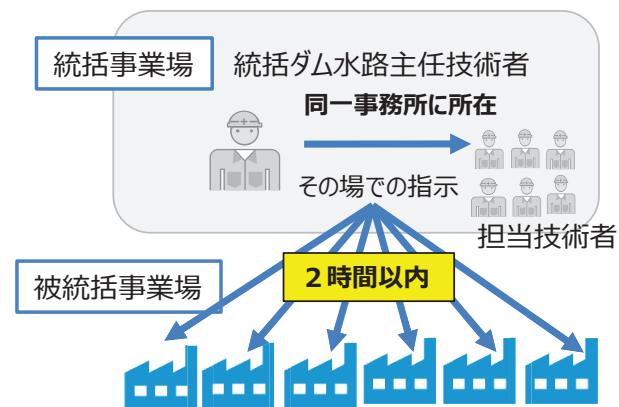 統括事業場
統括ダム水路主任技術者
同一事務所に所在
その場での指示
担当技術者
被統括事業場
２時間以内